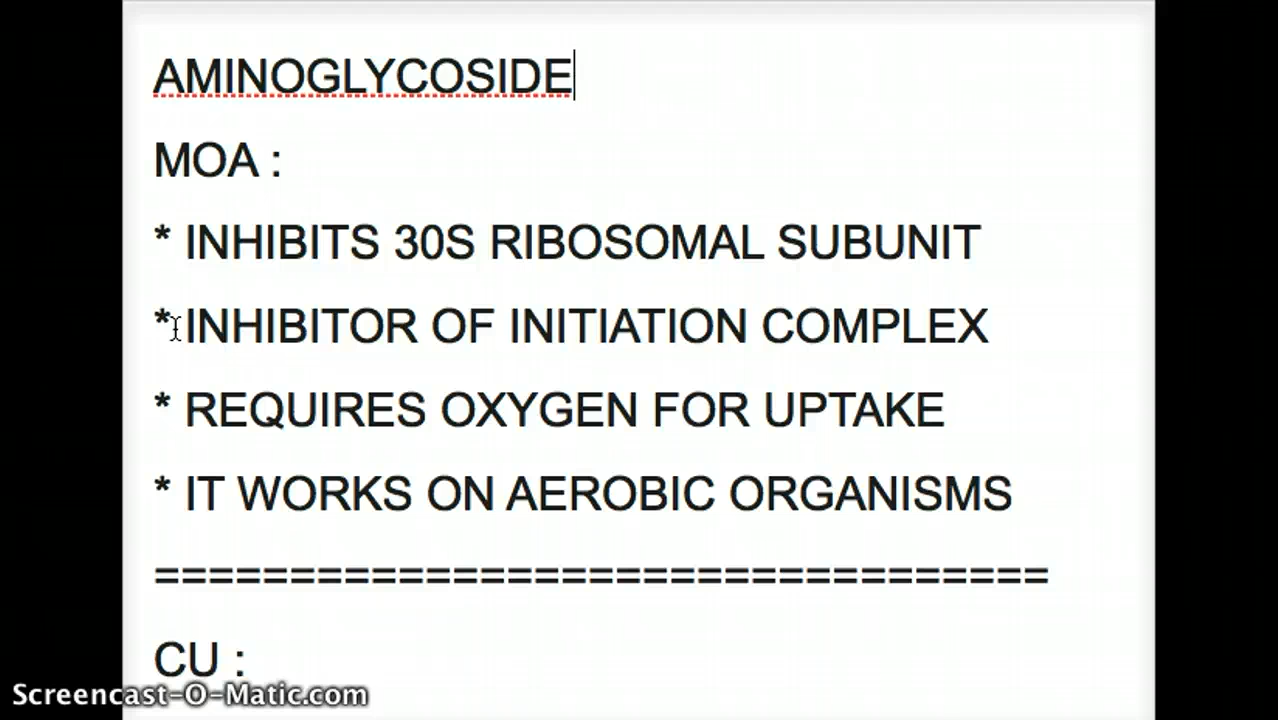 AMINOGLYCOSIDE
MOA :
* INHIBITS 30S RIBOSOMAL SUBUNIT
* INHIBITOR OF INITIATION COMPLEX
* REQUIRES OXYGEN FOR UPTAKE
* IT WORKS ON AEROBIC ORGANISMS
=================================
CU :
Screencast-O-Matic.com